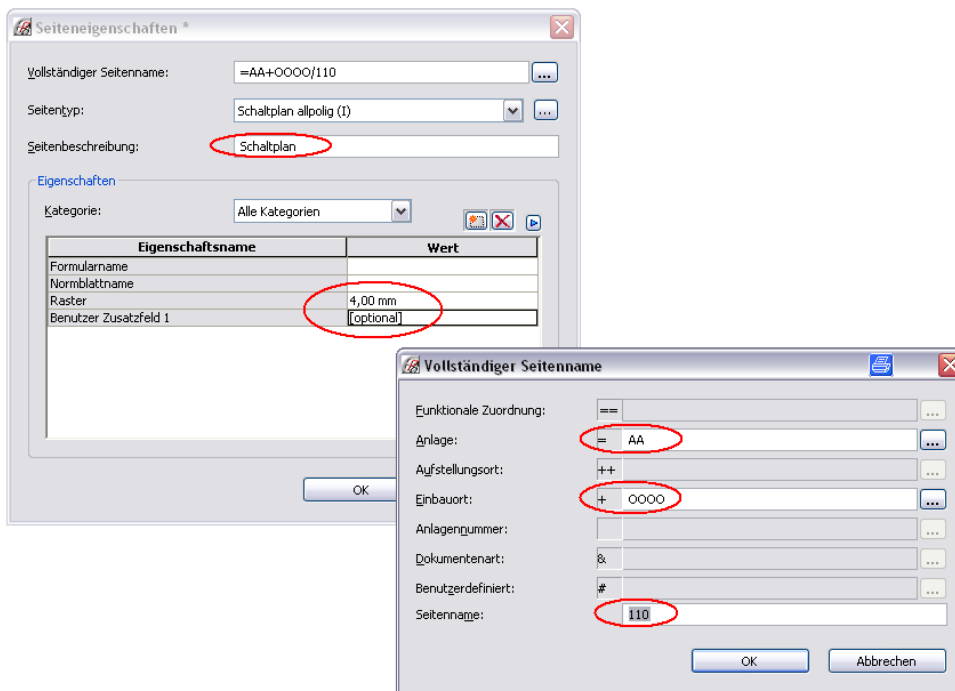 Seiteneigenschaften *
Vollständiger Seitenname: =AA+OOOO/110 ...
Seitentyp: Schaltplan allpolig (I) ...
Seitenbeschreibung: Schaltplan
Eigenschaften
Kategorie: Alle Kategorien
Eigenschaftsname Wert
Formularname
Normblattname
Raster 4,00 mm
Benutzer Zusatzfeld 1 [optional]
OK
Vollständiger Seitenname
Funktionale Zuordnung: == ...
Anlage: = AA ...
Aufstellungsort: ++ ...
Einbauort: + OOOO ...
Anlagennummer: ...
Dokumentenart: & ...
Benutzerdefiniert: # ...
Seitenname: 110
OK Abbrechen